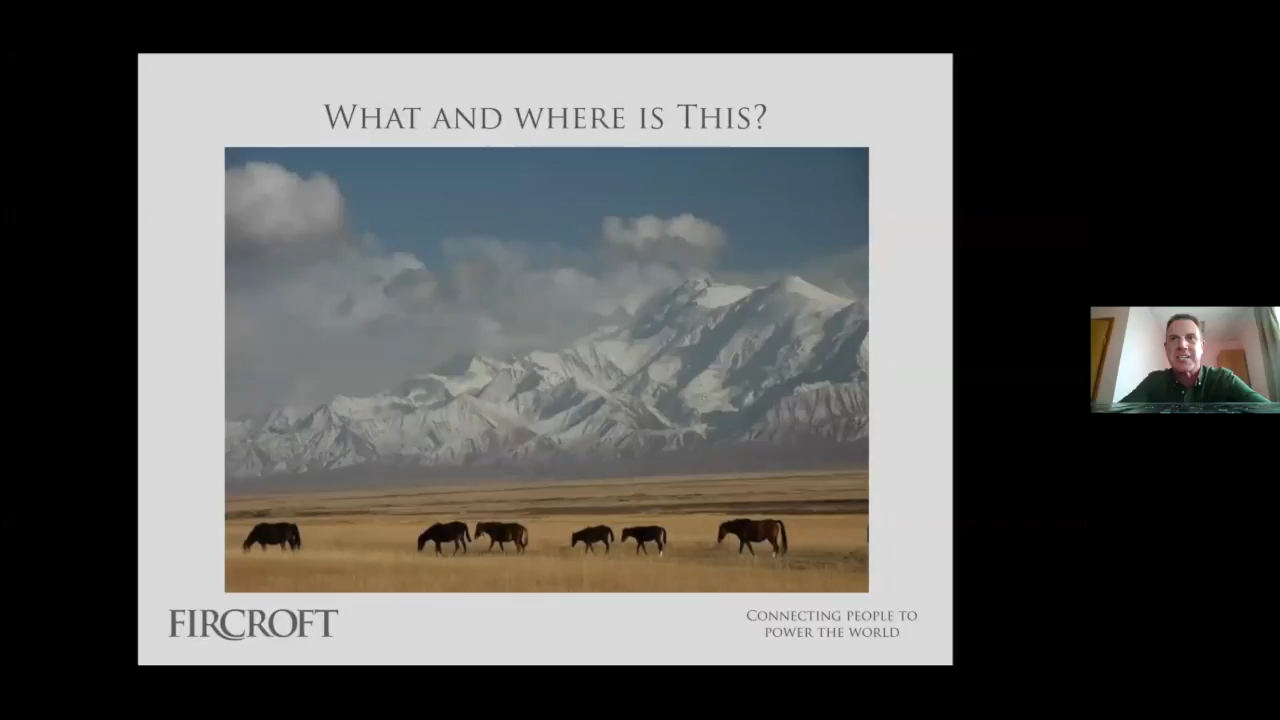 What and where is This?
FIRCROFT
Connecting people to
power the world